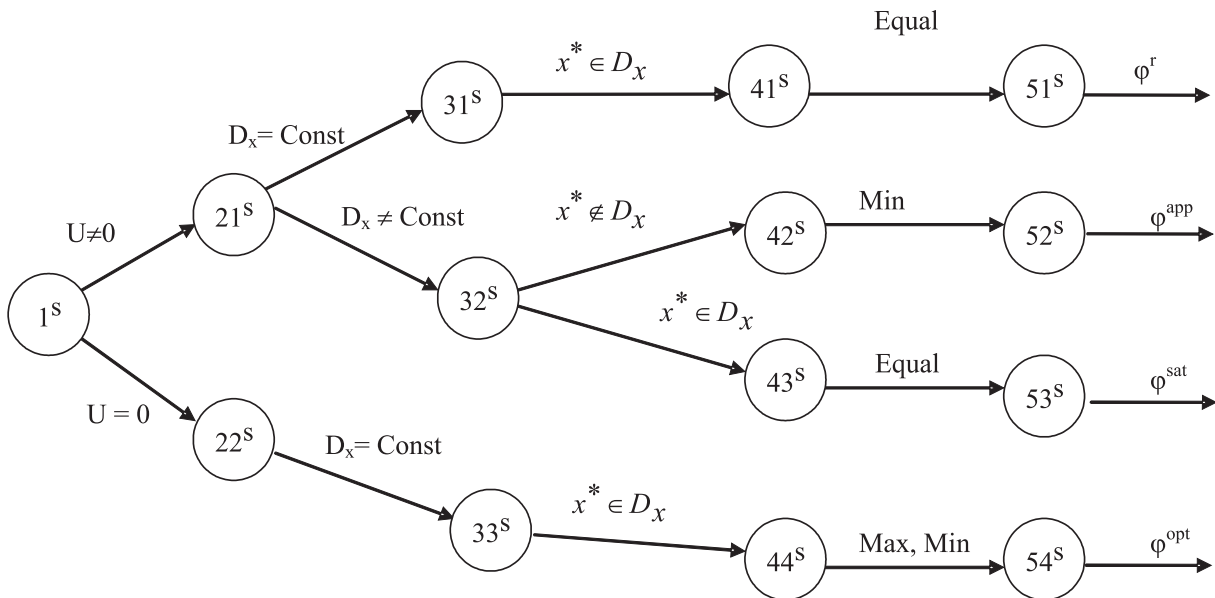 Equal
x* ∈ Dx
31ˢ
41ˢ
51ˢ
φʳ
Dₓ= Const
21ˢ
U≠0
Dₓ ≠ Const
x* ∉ Dx
Min
42ˢ
52ˢ
φᵃᵖᵖ
1ˢ
32ˢ
x* ∈ Dx
43ˢ
Equal
53ˢ
φˢᵃᵗ
U = 0
22ˢ
Dₓ= Const
33ˢ
x* ∈ Dx
44ˢ
Max, Min
54ˢ
φᵒᵖᵗ